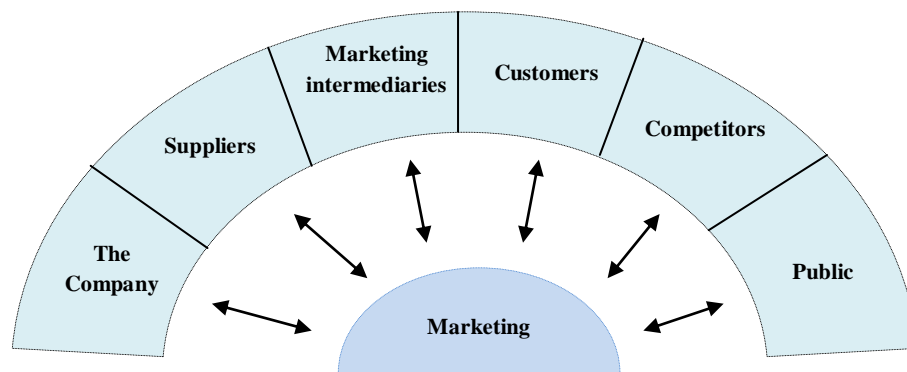 Marketing
intermediaries
Customers
Suppliers
Competitors
The
Company
Public
Marketing